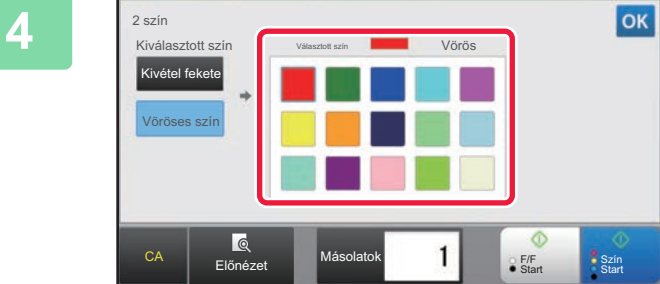 4
2 szín
OK
Kiválasztott szín
Választott szín
Vörös
Kivétel fekete
Vöröses szín
CA
Előnézet
Másolatok
1
F/F
Start
Szín
Start